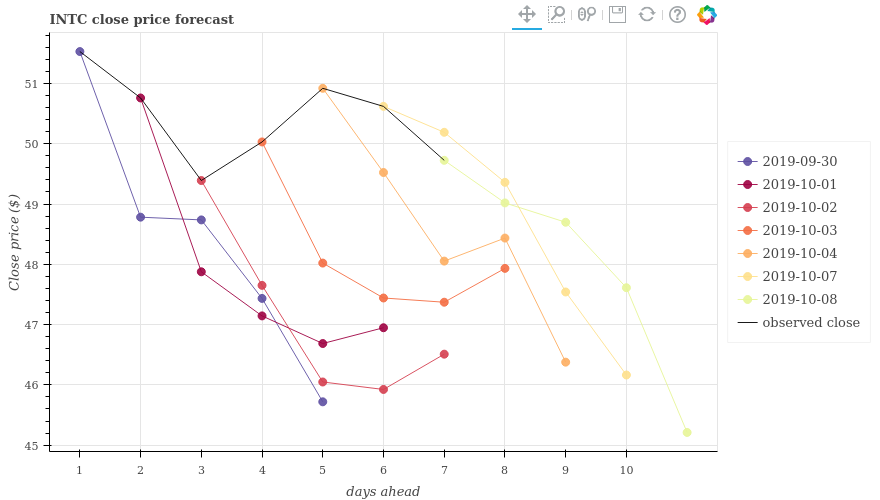 INTC close price forecast
51
50
49
48
47
46
45
Close price ($)
1 2 3 4 5 6 7 8 9 10
days ahead
2019-09-30
2019-10-01
2019-10-02
2019-10-03
2019-10-04
2019-10-07
2019-10-08
observed close